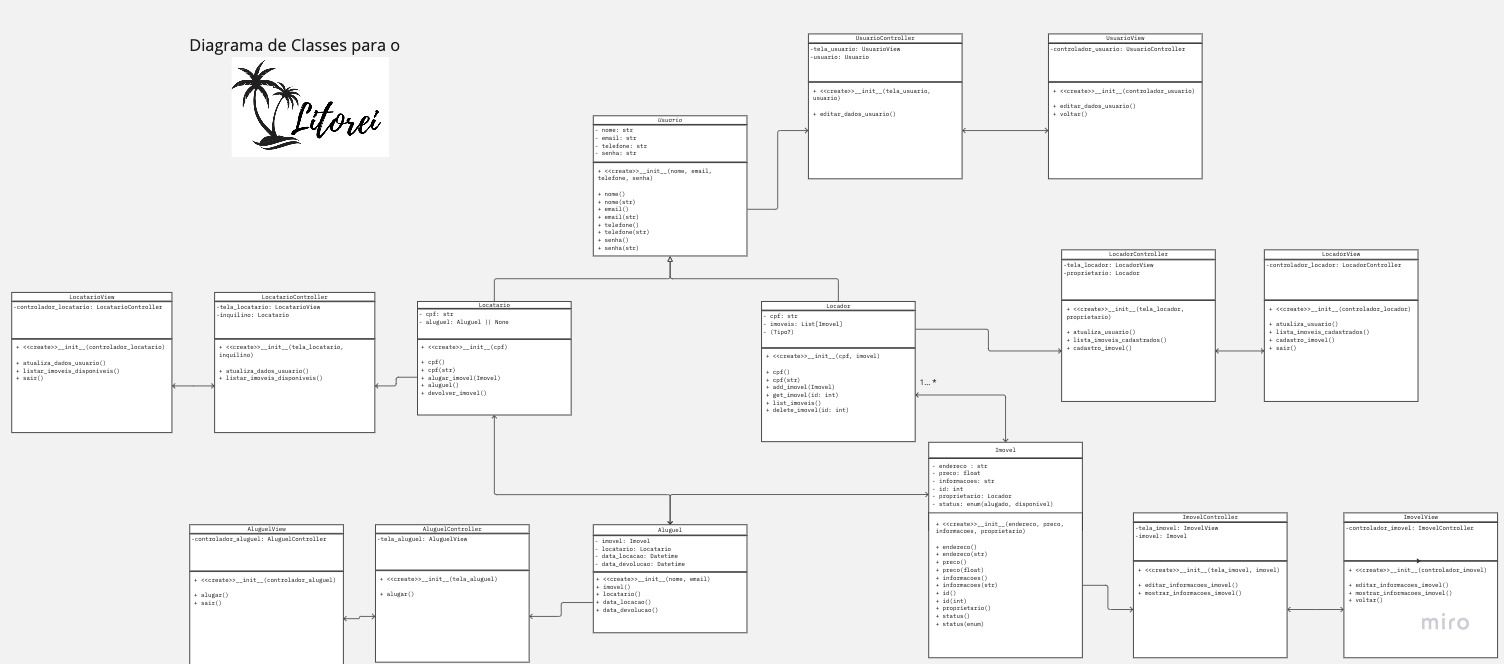 Diagrama de Classes para o
Litorei
UsuarioController
-tela_usuario: UsuarioView
-usuario: Usuario
+ <<create>>__init__(tela_usuario,
usuario)
+ editar_dados_usuario()
UsuarioView
-controlador_usuario: UsuarioController
+ <<create>>__init__(controlador_usuario)
+ editar_dados_usuario()
+ voltar()
Usuario
- nome: str
- email: str
- telefone: str
- senha: str
+ <<create>>__init__(nome, email,
telefone, senha)
+ nome()
+ nome(str)
+ email()
+ email(str)
+ telefone()
+ telefone(str)
+ senha()
+ senha(str)
LocatarioView
-controlador_locatario: LocatarioController
+ <<create>>__init__(controlador_locatario)
+ atualiza_dados_usuario()
+ listar_imoveis_disponiveis()
+ sair()
LocatarioController
-tela_locatario: LocatarioView
-inquilino: Locatario
+ <<create>>__init__(tela_locatario,
inquilino)
+ atualiza_dados_usuario()
+ listar_imoveis_disponiveis()
Locatario
- cpf: str
- aluguel: Aluguel || None
+ <<create>>__init__(cpf)
+ cpf()
+ cpf(str)
+ alugar_imovel(Imovel)
+ aluguel()
+ devolver_imovel()
Locador
- cpf: str
- imoveis: List[Imovel]
- (Tipo?)
+ <<create>>__init__(cpf, imovel)
+ cpf()
+ cpf(str)
+ add_imovel(Imovel)
+ get_imovel(id: int)
+ list_imoveis()
+ delete_imovel(id: int)
1... *
LocadorController
-tela_locador: LocadorView
-proprietario: Locador
+ <<create>>__init__(tela_locador,
proprietario)
+ atualiza_usuario()
+ lista_imoveis_cadastrados()
+ cadastro_imovel()
LocadorView
-controlador_locador: LocadorController
+ <<create>>__init__(controlador_locador)
+ atualiza_usuario()
+ lista_imoveis_cadastrados()
+ cadastro_imovel()
+ sair()
Imovel
- endereco : str
- preco: float
- informacoes: str
- id: int
- proprietario: Locador
- status: enum(alugado, disponivel)
+ <<create>>__init__(endereco, preco,
informacoes, proprietario)
+ endereco()
+ endereco(str)
+ preco()
+ preco(float)
+ informacoes()
+ informacoes(str)
+ id()
+ id(int)
+ proprietario()
+ status()
+ status(enum)
AluguelView
-controlador_aluguel: AluguelController
+ <<create>>__init__(controlador_aluguel)
+ alugar()
+ sair()
AluguelController
-tela_aluguel: AluguelView
+ <<create>>__init__(tela_aluguel)
+ alugar()
Aluguel
- imovel: Imovel
- locatario: Locatario
- data_locacao: Datetime
- data_devolucao: Datetime
+ <<create>>__init__(nome, email)
+ imovel()
+ locatario()
+ data_locacao()
+ data_devolucao()
ImovelController
-tela_imovel: ImovelView
-imovel: Imovel
+ <<create>>__init__(tela_imovel, imovel)
+ editar_informacoes_imovel()
+ mostrar_informacoes_imovel()
ImovelView
-controlador_imovel: ImovelController
+ <<create>>__init__(controlador_imovel)
+ editar_informacoes_imovel()
+ mostrar_informacoes_imovel()
+ voltar()
miro